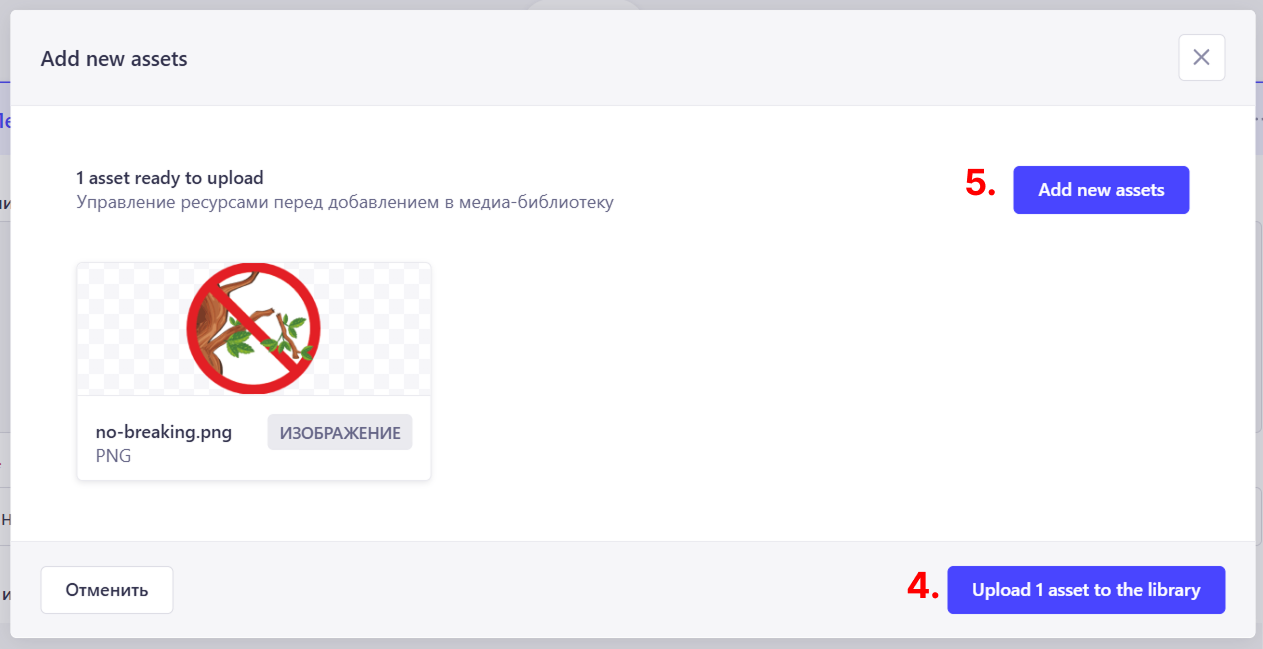 Add new assets
1 asset ready to upload
Управление ресурсами перед добавлением в медиа-библиотеку
5.
Add new assets
no-breaking.png
ИЗОБРАЖЕНИЕ
PNG
Отменить
4.
Upload 1 asset to the library